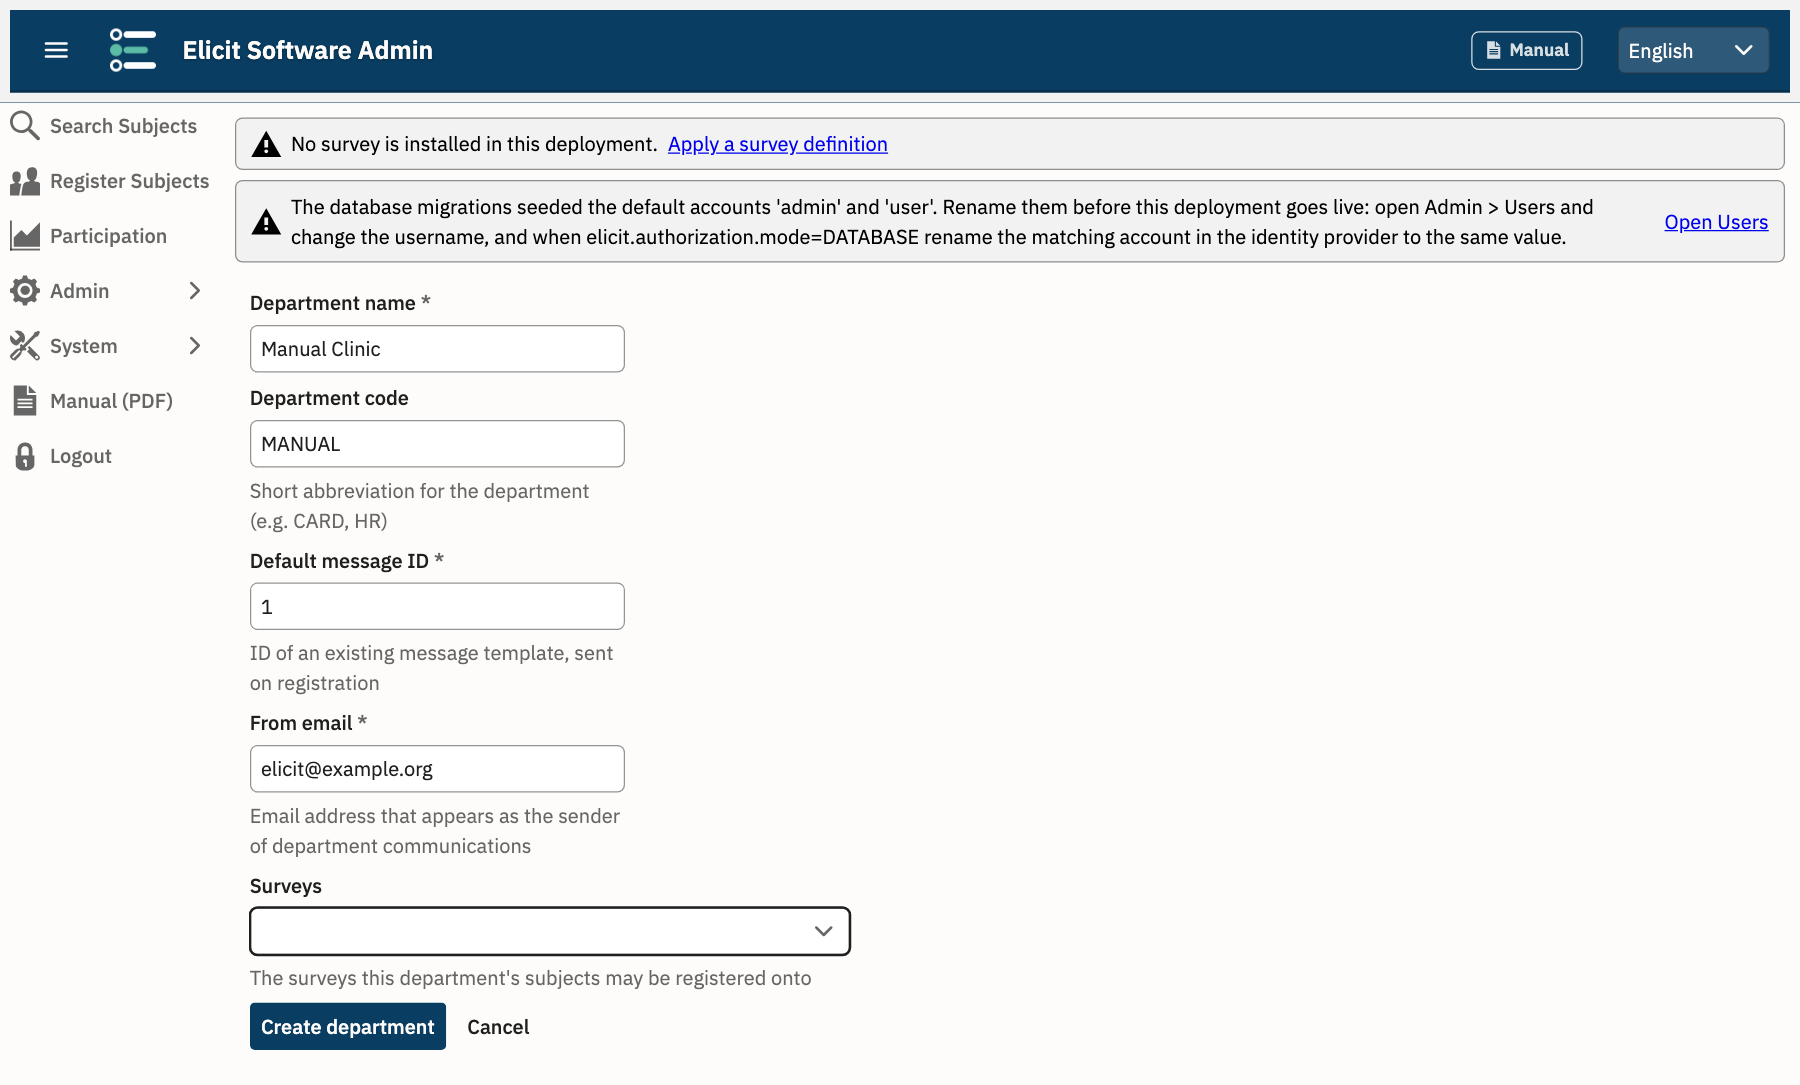 Elicit Software Admin
Manual
English
Search Subjects
Register Subjects
Participation
Admin
System
Manual (PDF)
Logout
No survey is installed in this deployment. Apply a survey definition
The database migrations seeded the default accounts 'admin' and 'user'. Rename them before this deployment goes live: open Admin > Users and
change the username, and when elicit.authorization.mode=DATABASE rename the matching account in the identity provider to the same value.
Open Users
Department name *
Manual Clinic
Department code
MANUAL
Short abbreviation for the department
(e.g. CARD, HR)
Default message ID *
1
ID of an existing message template, sent
on registration
From email *
elicit@example.org
Email address that appears as the sender
of department communications
Surveys
The surveys this department's subjects may be registered onto
Create department
Cancel